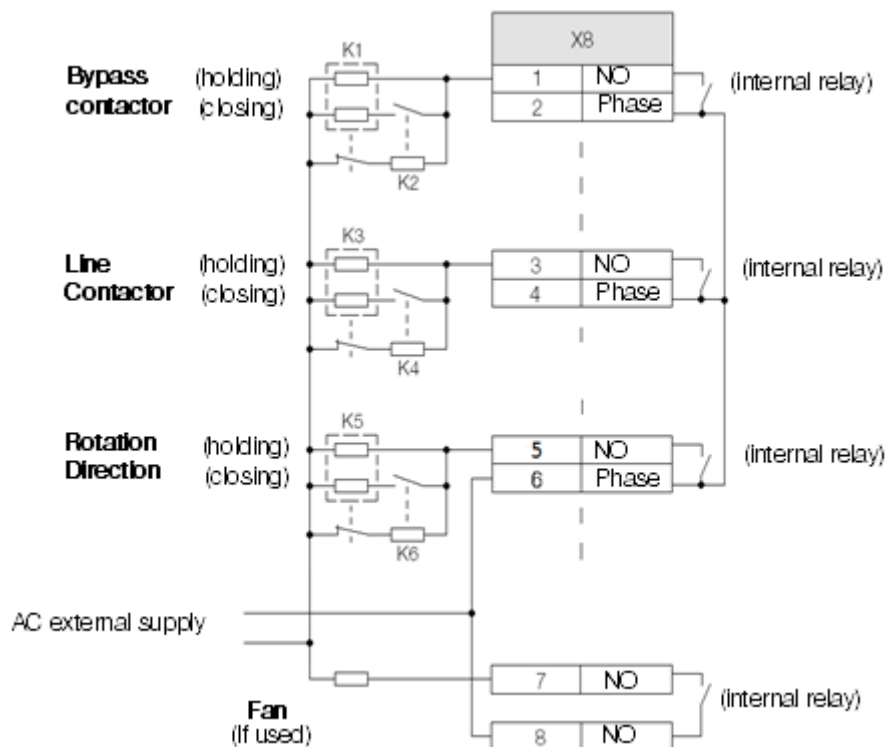 X8
K1
Bypass (holding) 1 NO (internal relay)
contactor (closing) 2 Phase
K2
K3
Line (holding) 3 NO (internal relay)
Contactor (closing) 4 Phase
K4
K5
Rotation (holding) 5 NO (internal relay)
Direction (closing) 6 Phase
K6
AC external supply
7 NO (internal relay)
Fan
(If used) 8 NO